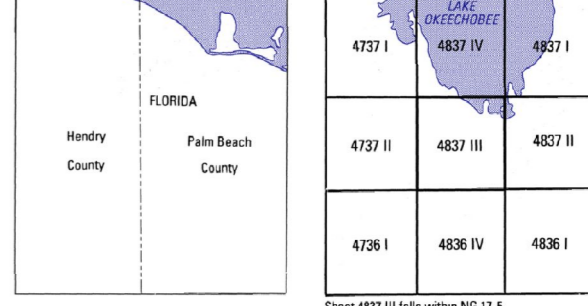 FLORIDA
Hendry
County
Palm Beach
County
LAKE
OKEECHOBEE
4737 I
4837 IV
4837 I
4737 II
4837 III
4837 II
4736 I
4836 IV
4836 I
Sheet 4837 III falls within NG 17-5